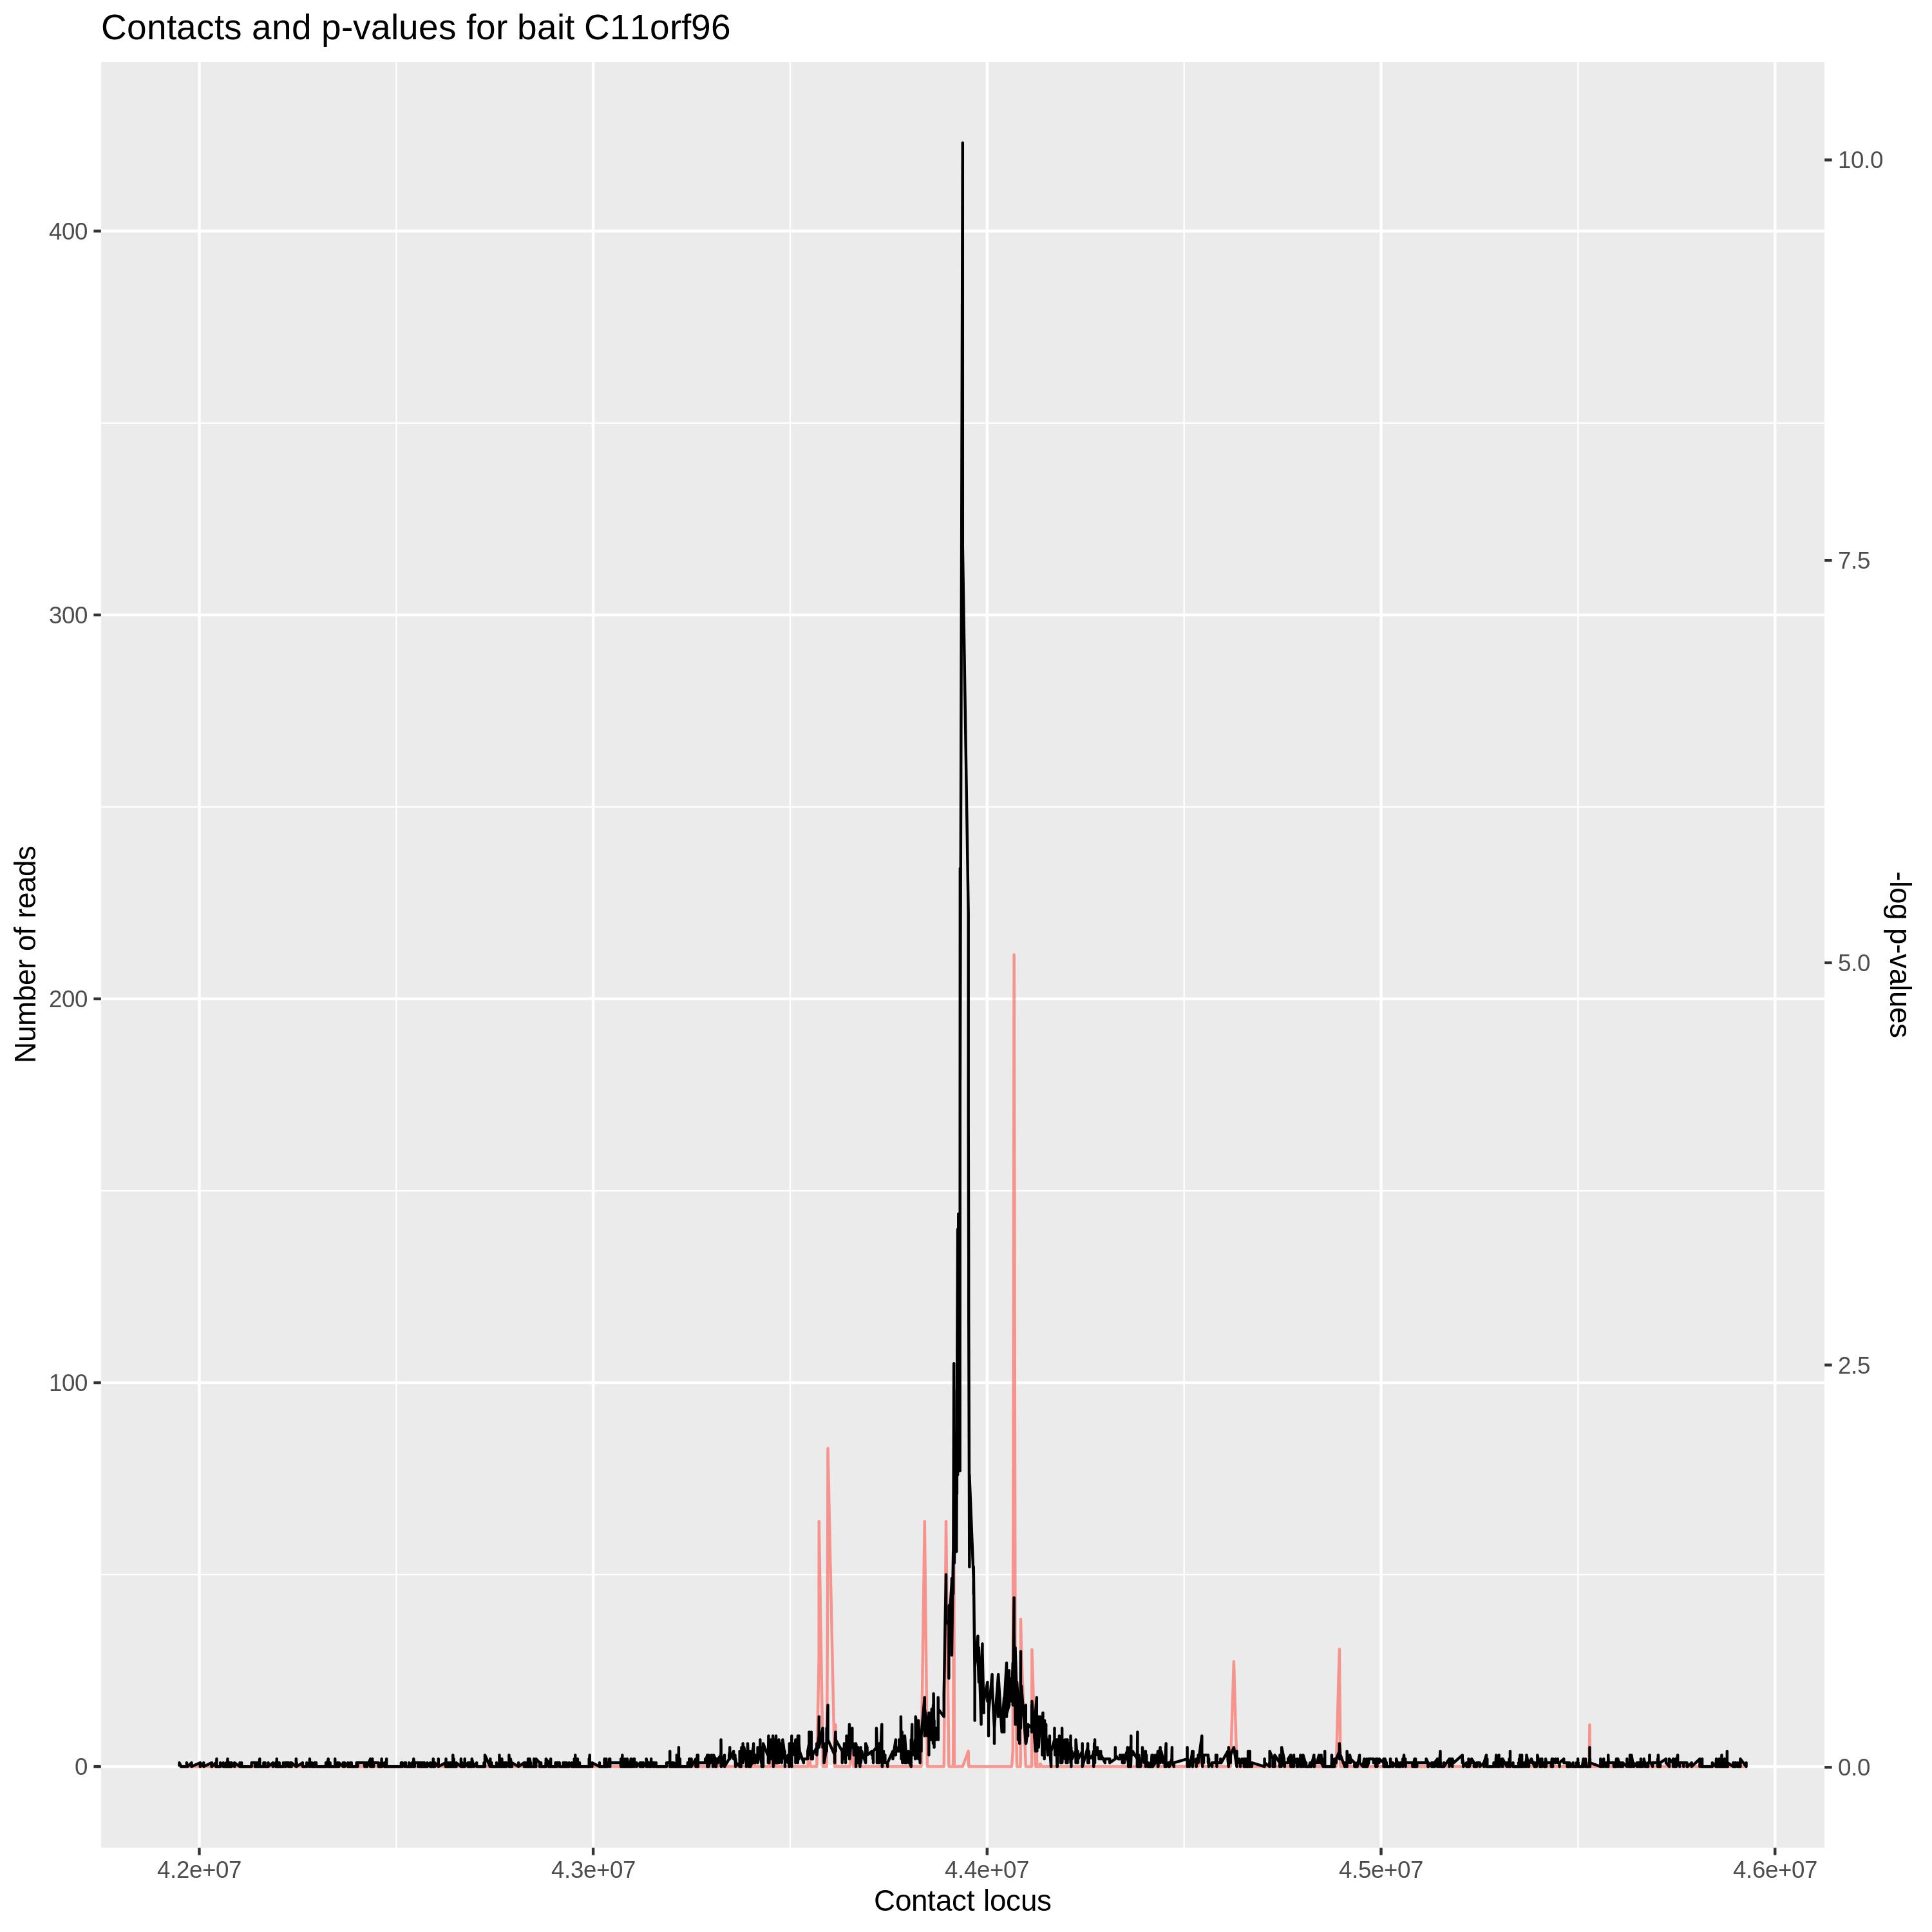 Contacts and p-values for bait C11orf96
400
300
200
100
0
Number of reads
10.0
7.5
5.0
2.5
0.0
-log p-values
4.2e+07
4.3e+07
4.4e+07
4.5e+07
4.6e+07
Contact locus